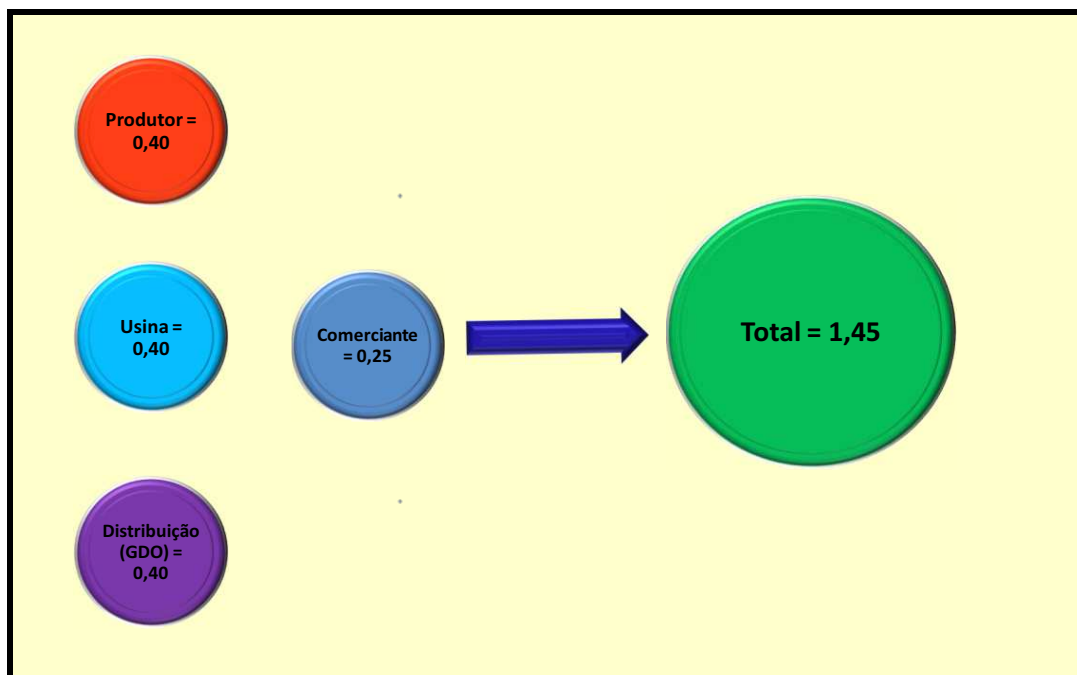 Produtor =
0,40
Usina =
0,40
Distribuição
(GDO) =
0,40
Comerciante
= 0,25
Total = 1,45